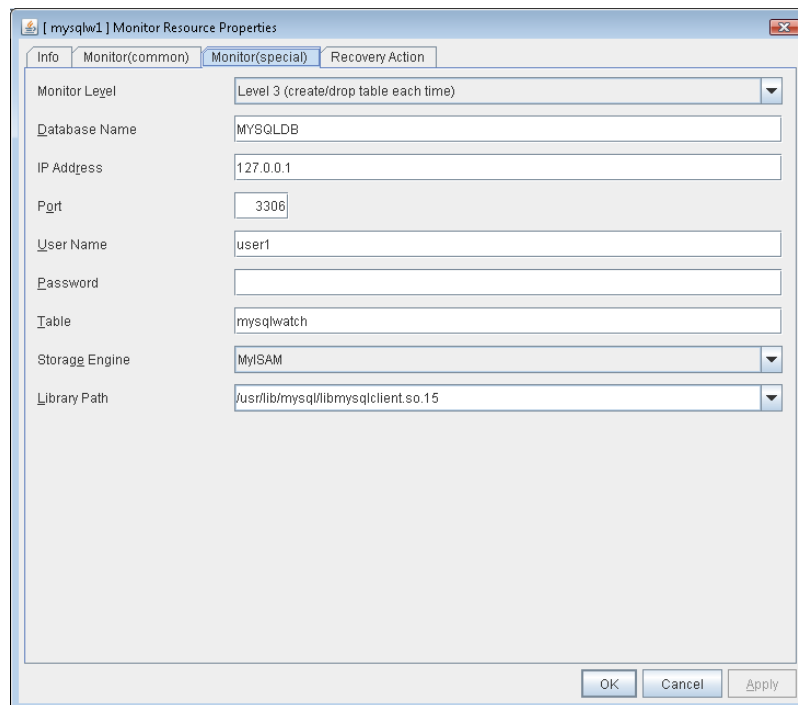 [ mysqlw1 ] Monitor Resource Properties
Info Monitor(common) Monitor(special) Recovery Action
Monitor Level Level 3 (create/drop table each time)
Database Name MYSQLDB
IP Address 127.0.0.1
Port 3306
User Name user1
Password
Table mysqlwatch
Storage Engine MyISAM
Library Path /usr/lib/mysql/libmysqlclient.so.15
OK Cancel Apply